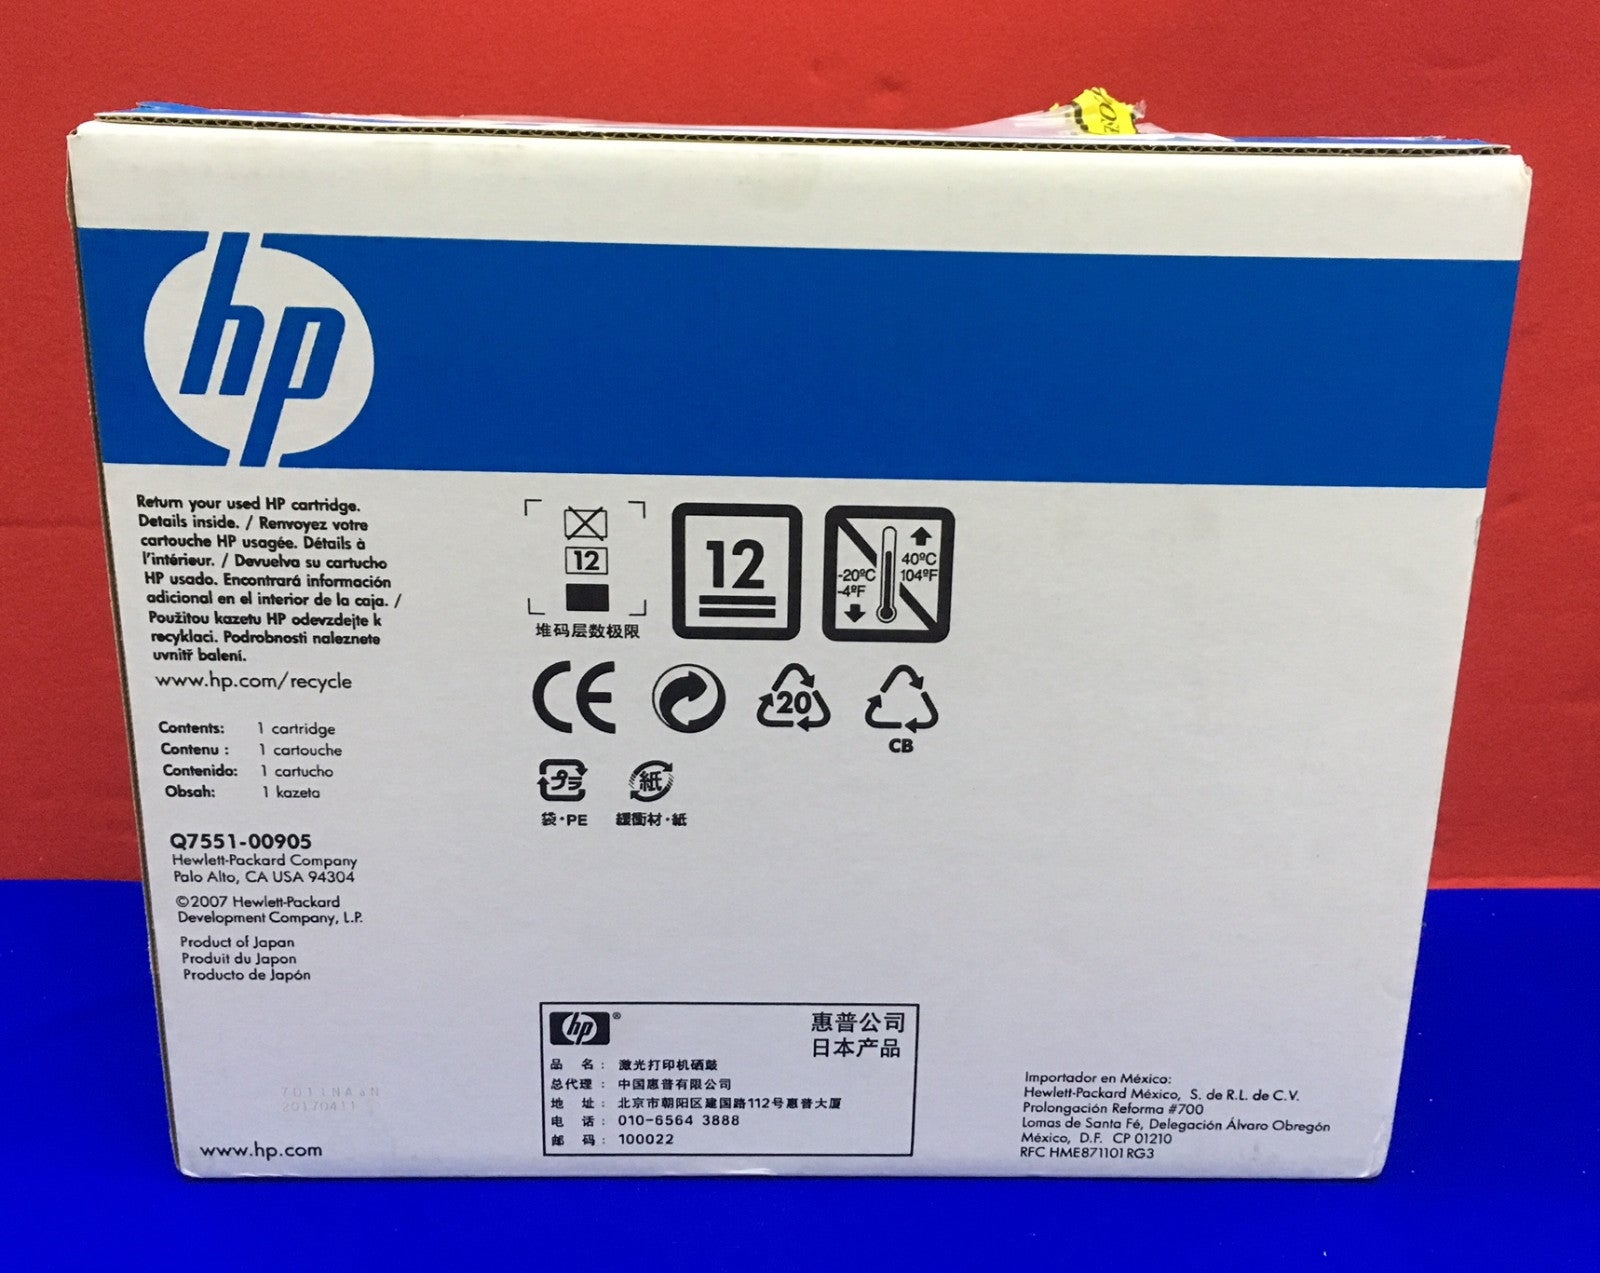 hp
Return your used HP cartridge.
Details inside. / Renvoyez votre
cartouche HP usagée. Détails à
l'intérieur. / Devuelva su cartucho
HP usado. Encontrará información
adicional en el interior de la caja. /
Použitou kazetu HP odevzdejte k
recyklaci. Podrobnosti naleznete
uvnitř balení.
www.hp.com/recycle
Contents: 1 cartridge
Contenu : 1 cartouche
Contenido: 1 cartucho
Obsah: 1 kazeta
Q7551-00905
Hewlett-Packard Company
Palo Alto, CA USA 94304
©2007 Hewlett-Packard
Development Company, L.P.
Product of Japan
Produit du Japon
Producto de Japón
20170411
www.hp.com
12
堆码层数极限
12
40ºC
104ºF
-20ºC
-4ºF
CE
20
CB
プラ
袋・PE
紙
緩衝材・紙
hp®
惠普公司
日本产品
品 名: 激光打印机硒鼓
总代理: 中国惠普有限公司
地 址: 北京市朝阳区建国路112号惠普大厦
电 话: 010-6564 3888
邮 码: 100022
Importador en México:
Hewlett-Packard México, S. de R.L. de C.V.
Prolongación Reforma #700
Lomas de Santa Fé, Delegación Álvaro Obregón
México, D.F. CP 01210
RFC HME871101RG3